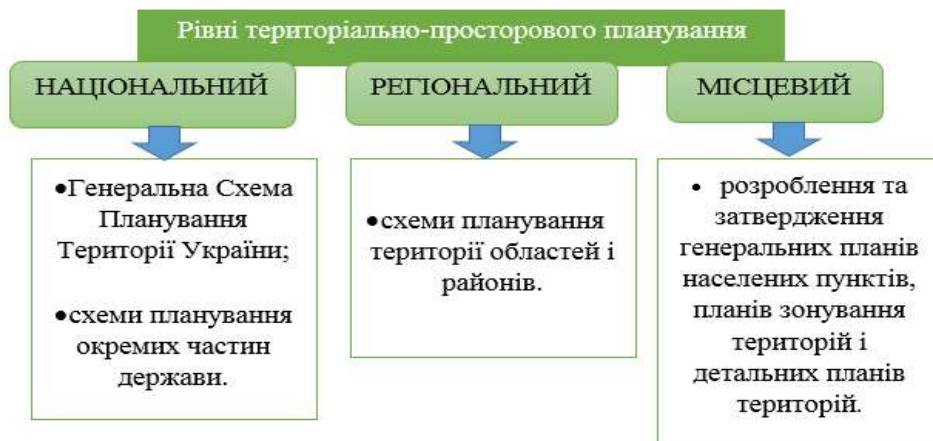 Рівні територіально-просторового планування
НАЦІОНАЛЬНИЙ
•Генеральна Схема
Планування
Території України;
•схеми планування
окремих частин
держави.
РЕГІОНАЛЬНИЙ
•схеми планування
території областей і
районів.
МІСЦЕВИЙ
• розроблення та
затвердження
генеральних планів
населених пунктів,
планів зонування
територій і
детальних планів
територій.